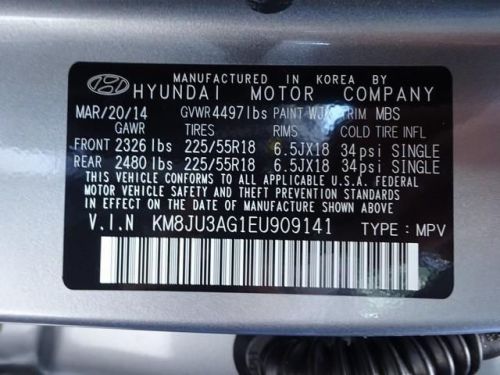 MANUFACTURED IN KOREA BY
HYUNDAI MOTOR COMPANY
MAR/20/14 GVWR 4497lbs PAINT WJA TRIM MBS
GAWR TIRES RIMS COLD TIRE INFL
FRONT 2326 lbs 225/55R18 6.5JX18 34psi SINGLE
REAR 2480 lbs 225/55R18 6.5JX18 34psi SINGLE
THIS VEHICLE CONFORMS TO ALL APPLICABLE U.S.A. FEDERAL
MOTOR VEHICLE SAFETY AND THEFT PREVENTION STANDARDS
IN EFFECT ON THE DATE OF MANUFACTURE SHOWN ABOVE.
V.I.N KM8JU3AG1EU909141 TYPE : MPV